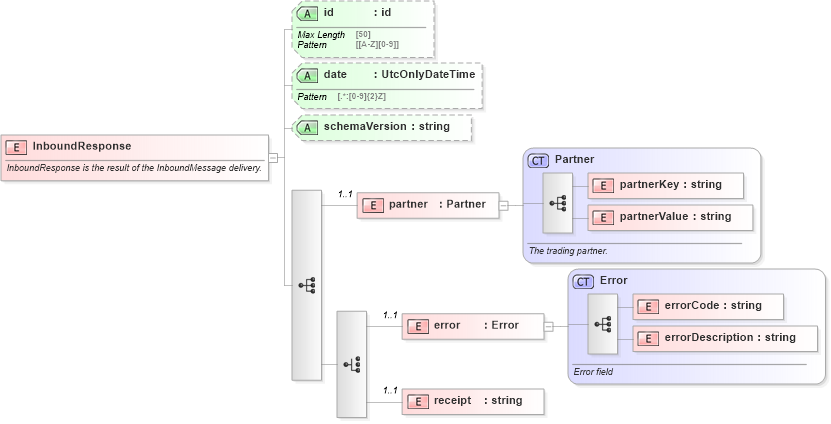 A id : id
Max Length [50]
Pattern [[A-Z][0-9]]
A date : UtcOnlyDateTime
Pattern [.*:[0-9]{2}Z]
A schemaVersion : string
E InboundResponse
InboundResponse is the result of the InboundMessage delivery.
1..1
E partner : Partner
CT Partner
E partnerKey : string
E partnerValue : string
The trading partner.
1..1
E error : Error
CT Error
E errorCode : string
E errorDescription : string
Error field
1..1
E receipt : string